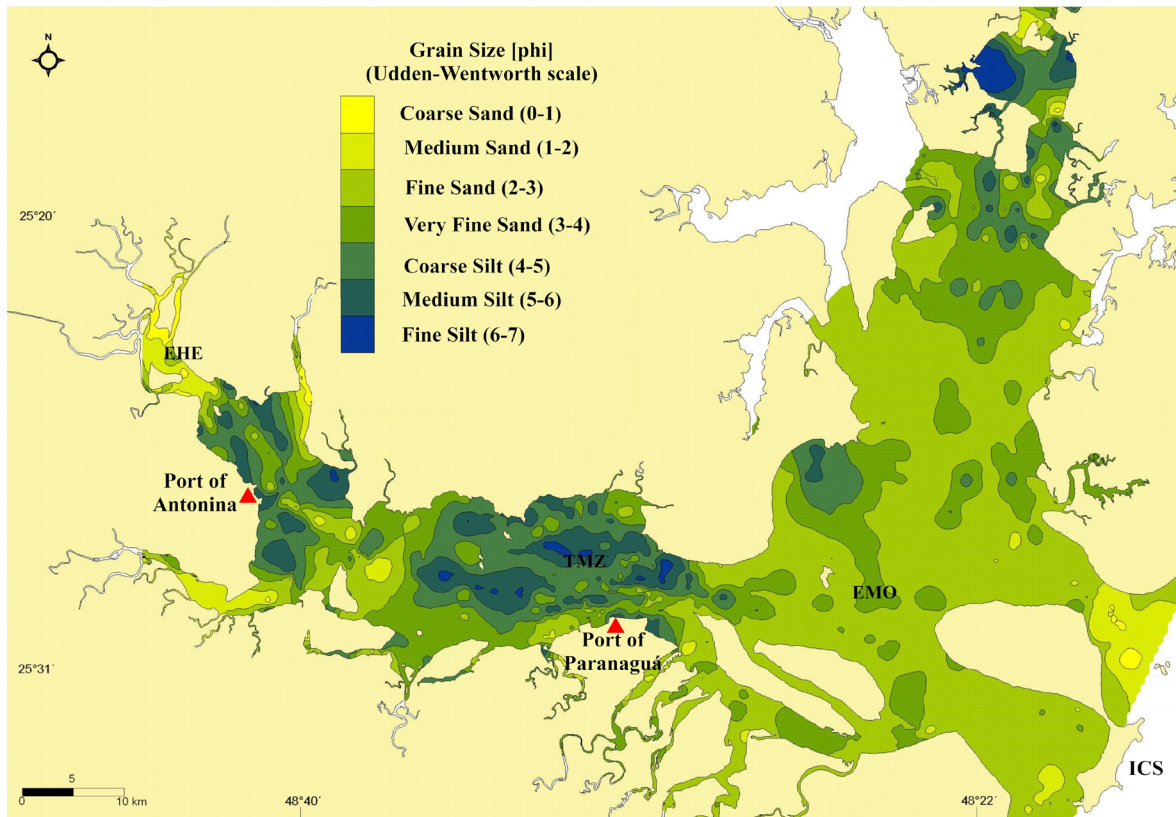 N
Grain Size [phi]
(Udden-Wentworth scale)
Coarse Sand (0-1)
Medium Sand (1-2)
Fine Sand (2-3)
Very Fine Sand (3-4)
Coarse Silt (4-5)
Medium Silt (5-6)
Fine Silt (6-7)
25°20´
EHE
Port of
Antonina
TMZ
EMO
Port of
Paranaguá
25°31´
ICS
5
0 10 km
48°40´
48°22´